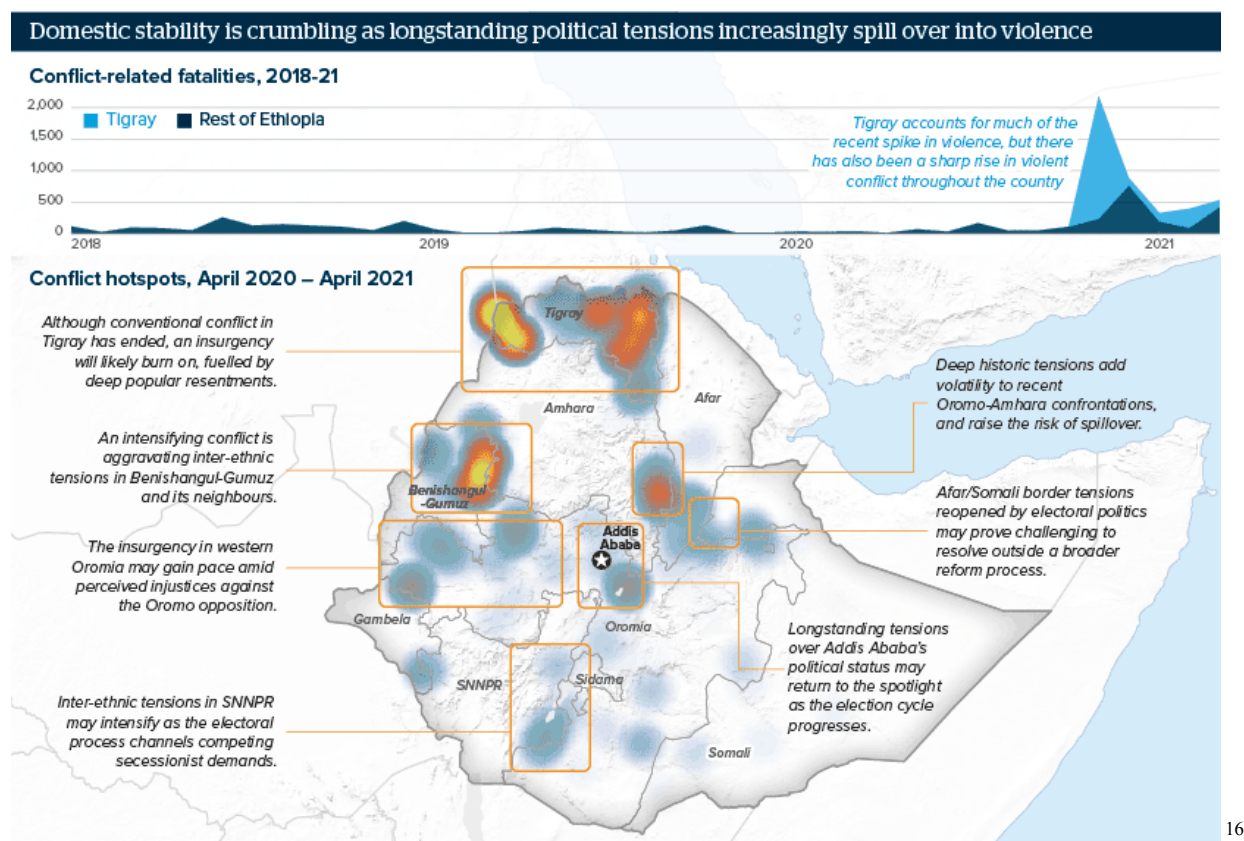 Domestic stability is crumbling as longstanding political tensions increasingly spill over into violence
Conflict-related fatalities, 2018-21
2,000
1,500
1,000
500
0
Tigray
Rest of Ethiopia
Tigray accounts for much of the
recent spike in violence, but there
has also been a sharp rise in violent
conflict throughout the country
2018
2019
2020
2021
Conflict hotspots, April 2020 – April 2021
Although conventional conflict in
Tigray has ended, an insurgency
will likely burn on, fuelled by
deep popular resentments.
An intensifying conflict is
aggravating inter-ethnic
tensions in Benishangul-Gumuz
and its neighbours.
The insurgency in western
Oromia may gain pace amid
perceived injustices against
the Oromo opposition.
Inter-ethnic tensions in SNNPR
may intensify as the electoral
process channels competing
secessionist demands.
Tigray
Amhara
Afar
Benishangul
-Gumuz
Addis
Ababa
Gambela
Oromia
SNNPR
Sidama
Somali
Deep historic tensions add
volatility to recent
Oromo-Amhara confrontations,
and raise the risk of spillover.
Afar/Somali border tensions
reopened by electoral politics
may prove challenging to
resolve outside a broader
reform process.
Longstanding tensions
over Addis Ababa's
political status may
return to the spotlight
as the election cycle
progresses.
16